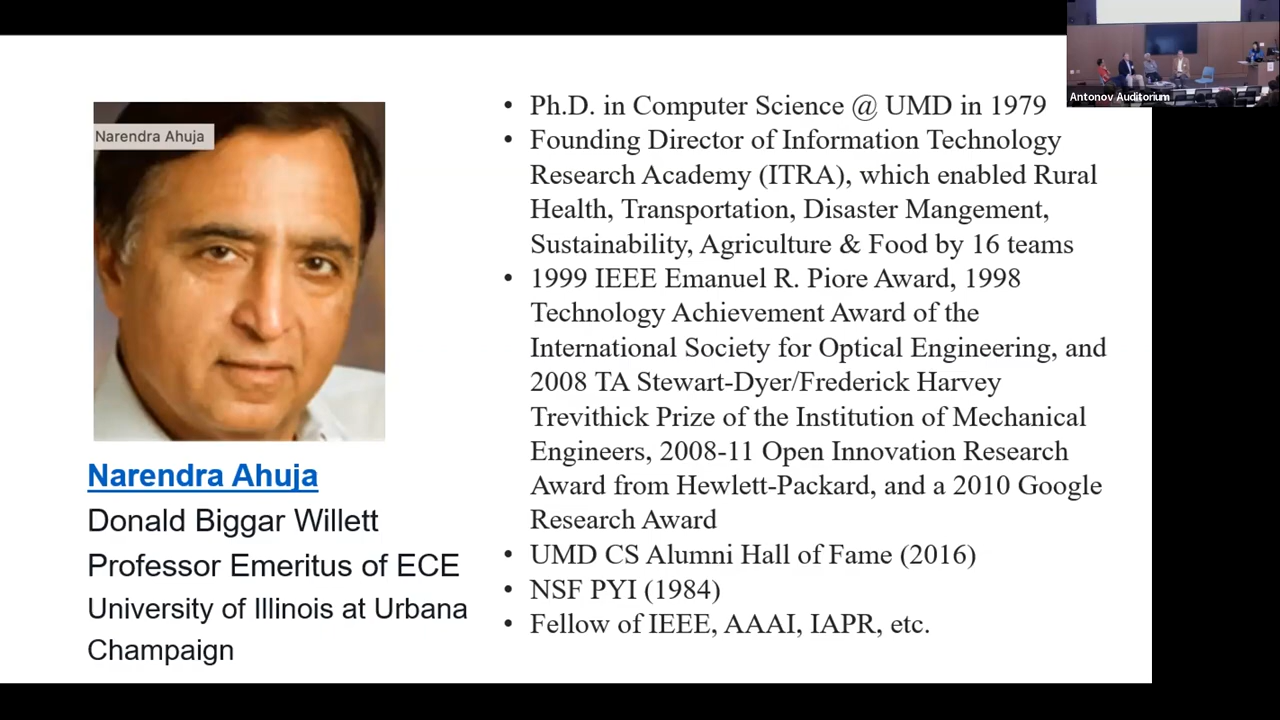 Antonov Auditorium
Narendra Ahuja
Narendra Ahuja
Donald Biggar Willett
Professor Emeritus of ECE
University of Illinois at Urbana
Champaign
• Ph.D. in Computer Science @ UMD in 1979
• Founding Director of Information Technology
Research Academy (ITRA), which enabled Rural
Health, Transportation, Disaster Mangement,
Sustainability, Agriculture & Food by 16 teams
• 1999 IEEE Emanuel R. Piore Award, 1998
Technology Achievement Award of the
International Society for Optical Engineering, and
2008 TA Stewart-Dyer/Frederick Harvey
Trevithick Prize of the Institution of Mechanical
Engineers, 2008-11 Open Innovation Research
Award from Hewlett-Packard, and a 2010 Google
Research Award
• UMD CS Alumni Hall of Fame (2016)
• NSF PYI (1984)
• Fellow of IEEE, AAAI, IAPR, etc.